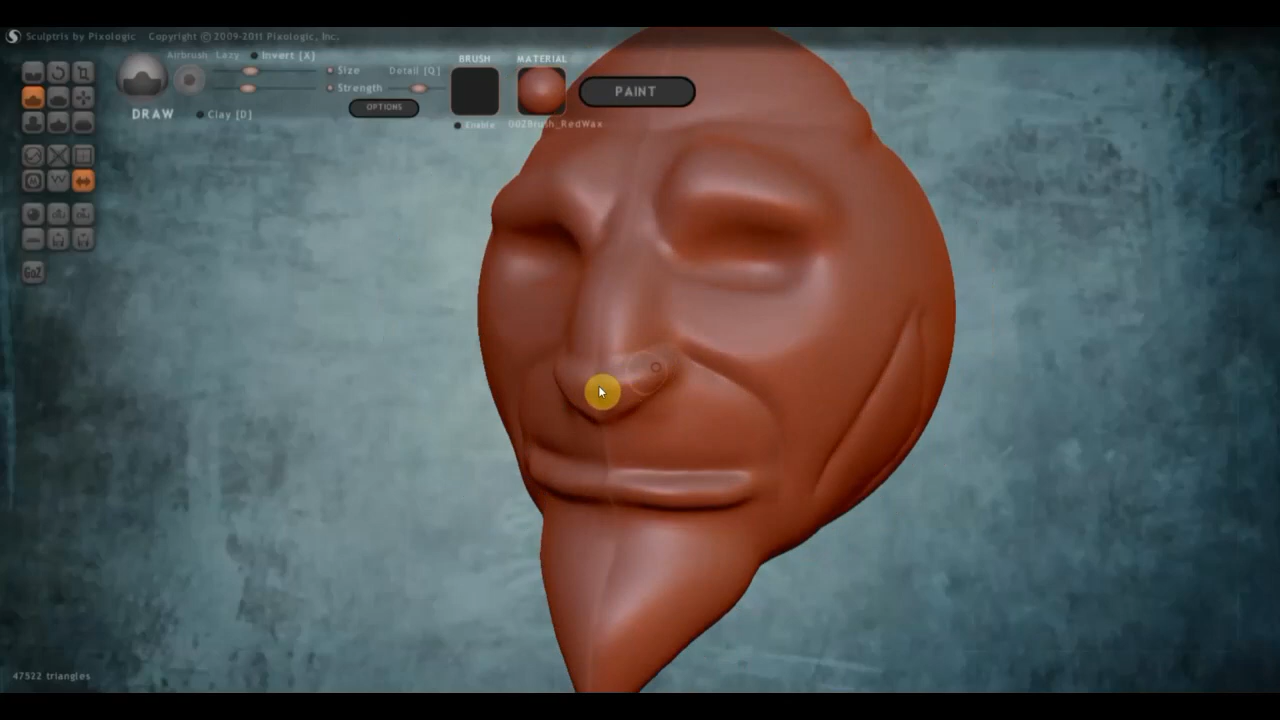 Sculptris by Pixologic Copyright © 2009-2011 Pixologic, Inc.
Airbrush Lazy Invert [X]
BRUSH
MATERIAL
Size
Detail [Q]
Strength
PAINT
OPTIONS
DRAW
Clay [D]
Enable
00ZBrush_RedWax
GoZ
47522 triangles